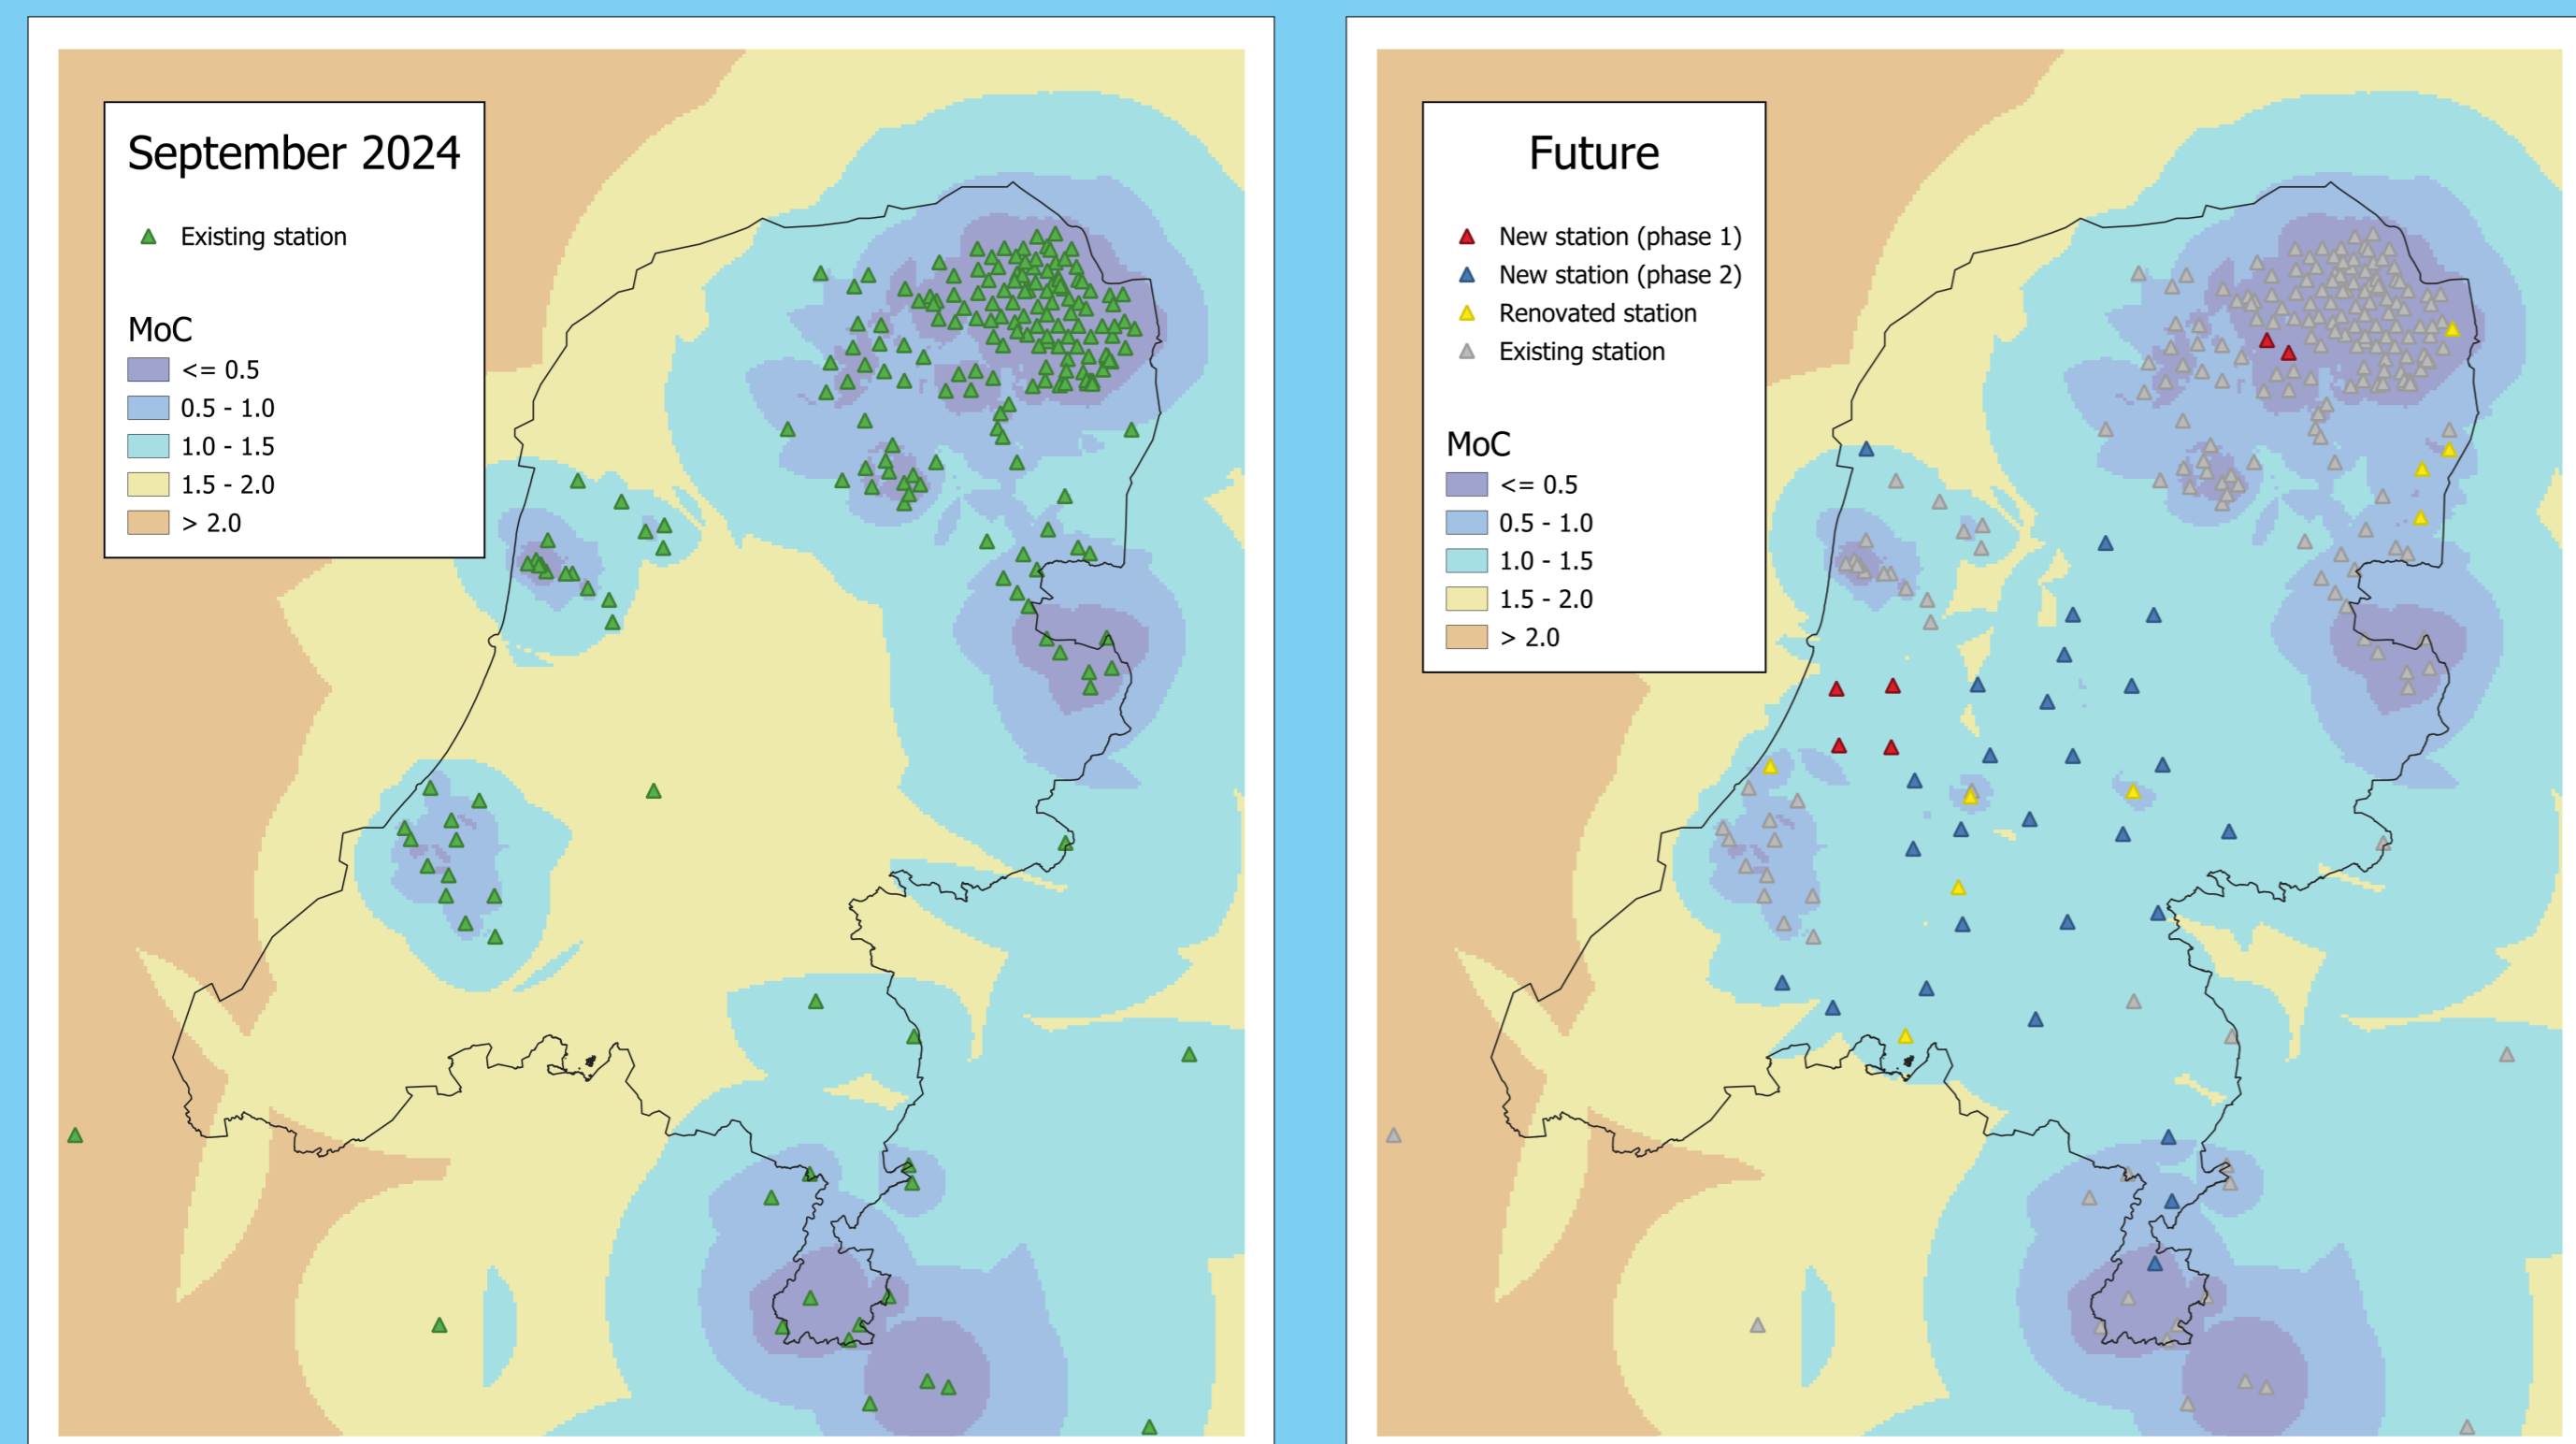 September 2024
Existing station
MoC
<= 0.5
0.5 - 1.0
1.0 - 1.5
1.5 - 2.0
> 2.0
Future
New station (phase 1)
New station (phase 2)
Renovated station
Existing station
MoC
<= 0.5
0.5 - 1.0
1.0 - 1.5
1.5 - 2.0
> 2.0